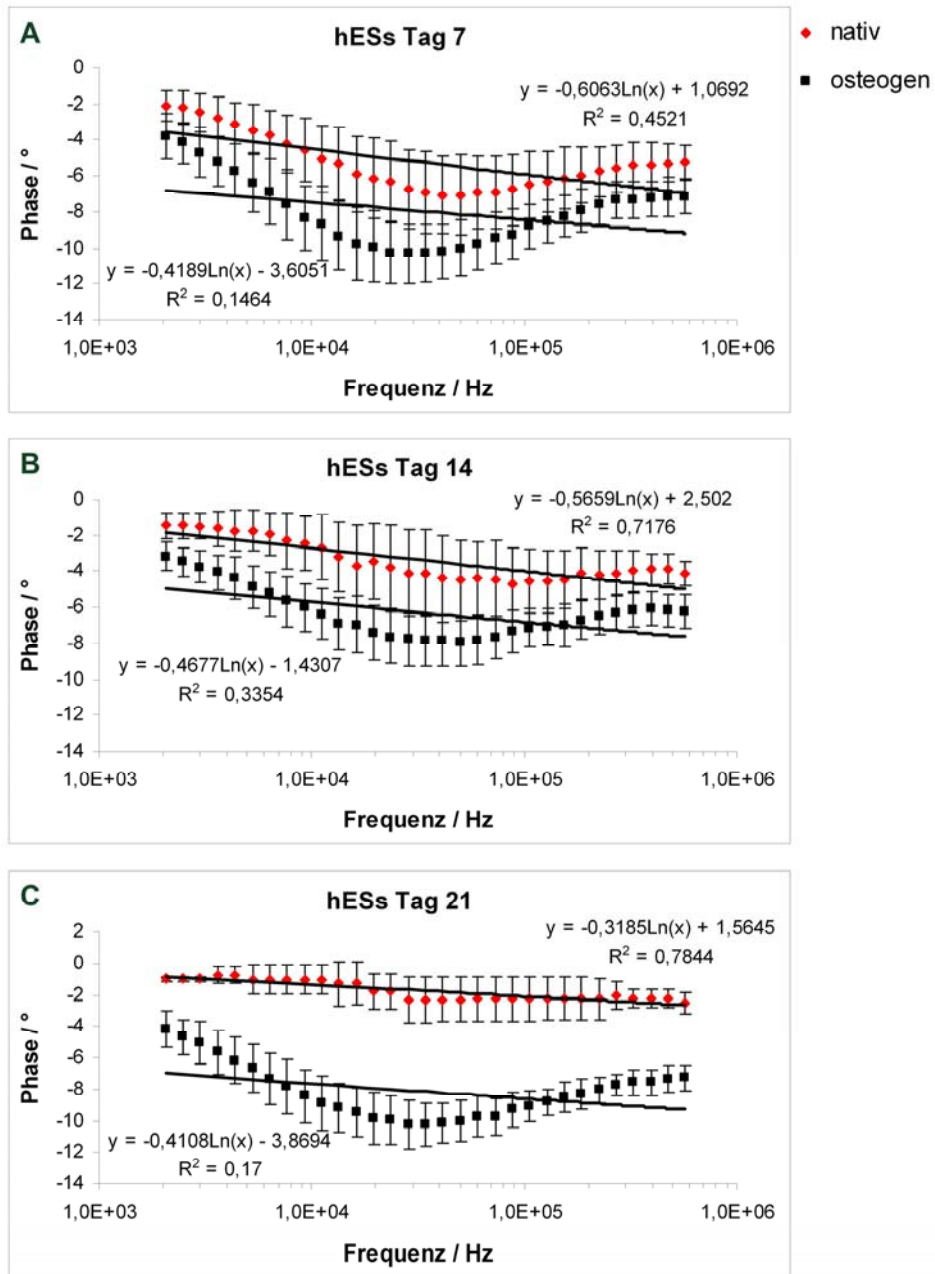 A
hESs Tag 7
nativ
osteogen
y = -0,6063Ln(x) + 1,0692
R² = 0,4521
0
-2
-4
-6
-8
-10
-12
-14
Phase / °
y = -0,4189Ln(x) - 3,6051
R² = 0,1464
1,0E+03 1,0E+04 1,0E+05 1,0E+06
Frequenz / Hz
B
hESs Tag 14
y = -0,5659Ln(x) + 2,502
R² = 0,7176
0
-2
-4
-6
-8
-10
-12
-14
Phase / °
y = -0,4677Ln(x) - 1,4307
R² = 0,3354
1,0E+03 1,0E+04 1,0E+05 1,0E+06
Frequenz / Hz
C
hESs Tag 21
y = -0,3185Ln(x) + 1,5645
R² = 0,7844
2
0
-2
-4
-6
-8
-10
-12
-14
Phase / °
y = -0,4108Ln(x) - 3,8694
R² = 0,17
1,0E+03 1,0E+04 1,0E+05 1,0E+06
Frequenz / Hz